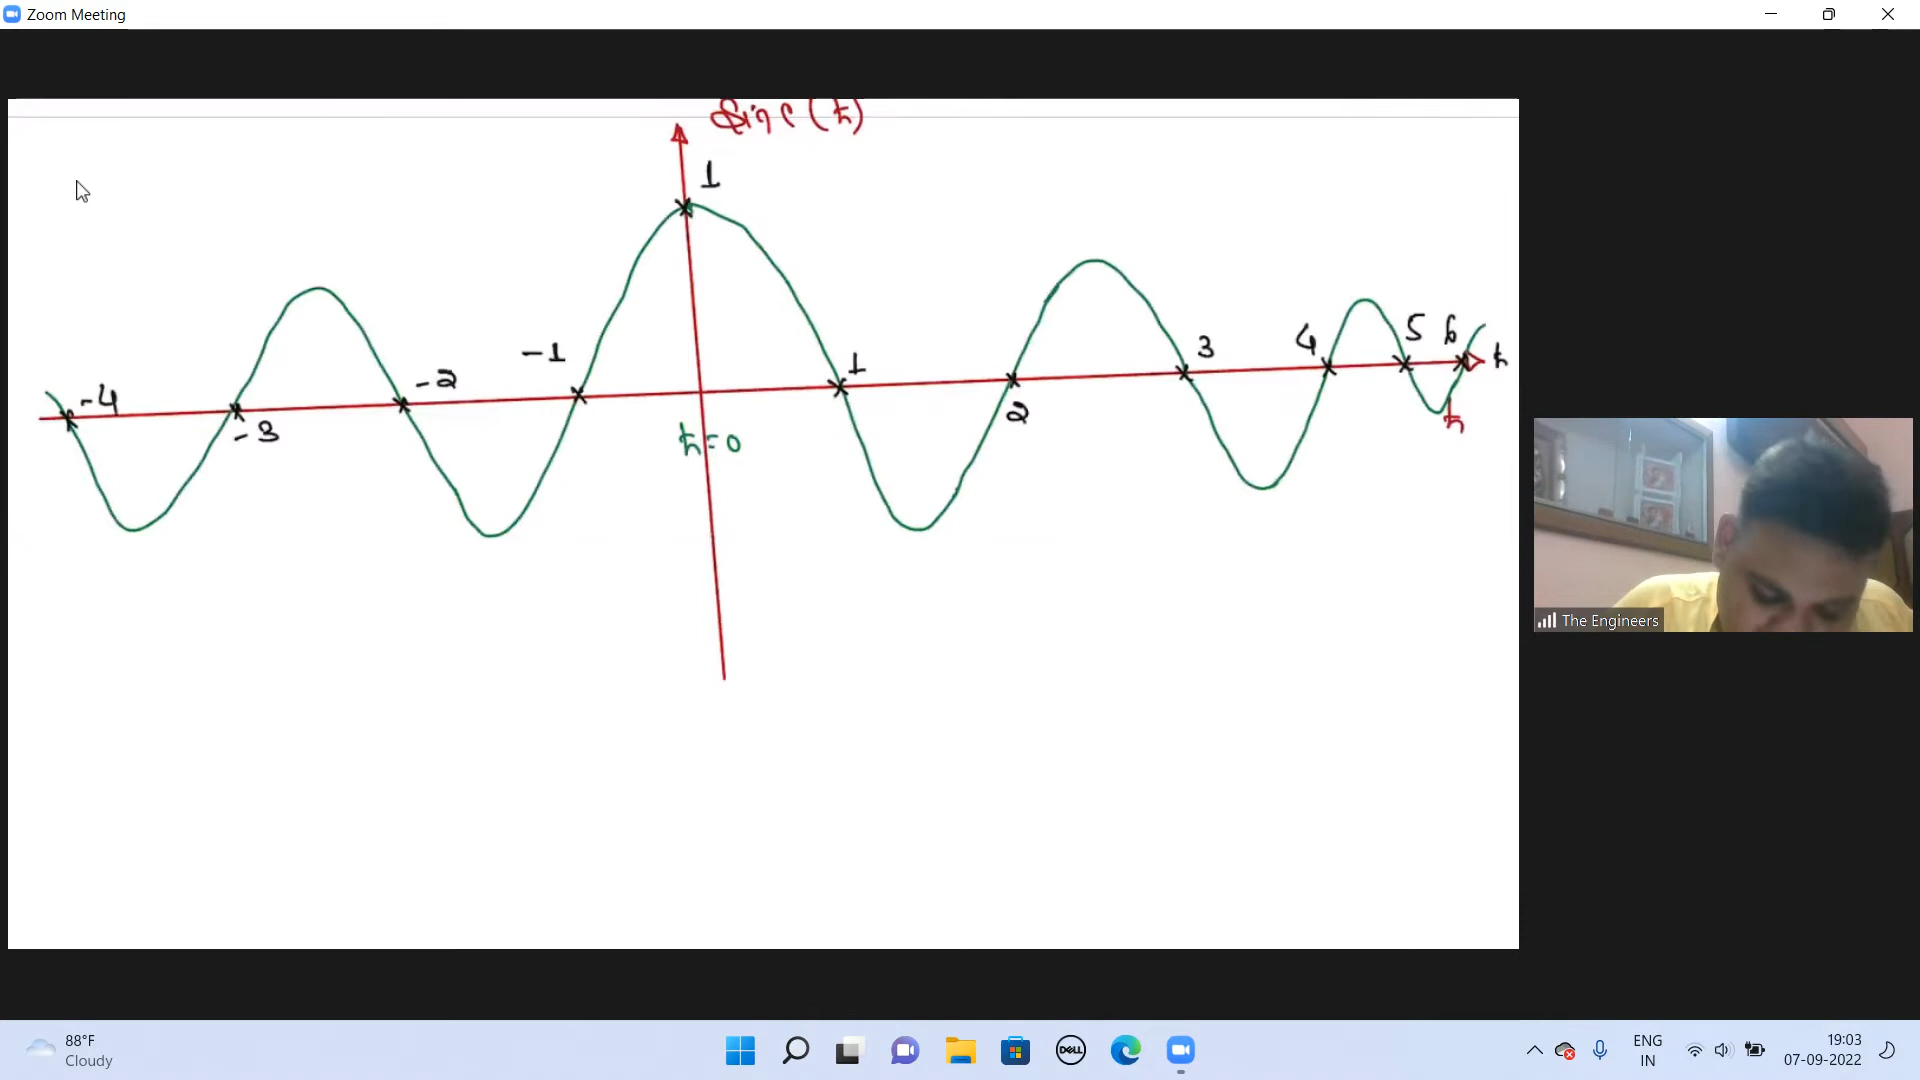 Zoom Meeting
Sinc(t)
1
-4
-3
-2
-1
t=0
1
2
3
4
5
6
t
t
The Engineers
88°F
Cloudy
DELL
ENG
IN
19:03
07-09-2022